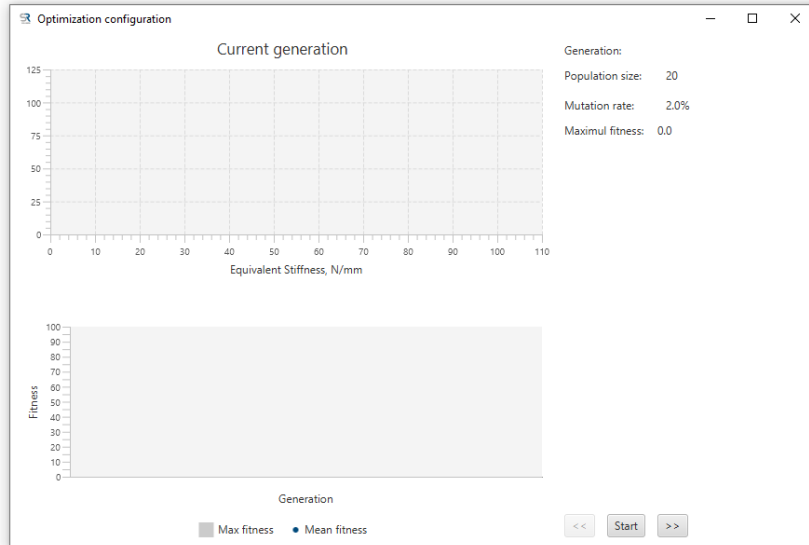 Optimization configuration
Current generation
125
100
75
50
25
0
0 10 20 30 40 50 60 70 80 90 100 110
Equivalent Stiffness, N/mm
Generation:
Population size: 20
Mutation rate: 2.0%
Maximul fitness: 0.0
100
90
80
70
60
50
40
30
20
10
0
Fitness
Generation
Max fitness Mean fitness
<< Start >>